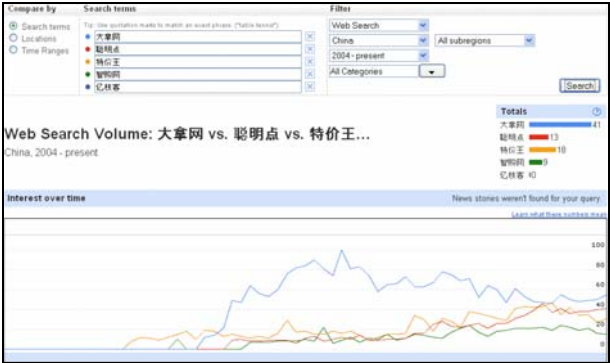 Compare by
Search terms
Filter
Search terms
Locations
Time Ranges
Tip: Use quotation marks to match an exact phrase. ("table tennis")
大拿网
聪明点
特价王
智购网
亿枝客
Web Search
China
All subregions
2004 - present
All Categories
Search
Web Search Volume: 大拿网 vs. 聪明点 vs. 特价王...
China, 2004 - present
Totals
大拿网 41
聪明点 13
特价王 18
智购网 9
亿枝客 0
Interest over time
News stories weren't found for your query.
Learn what these numbers mean
100
80
60
40
20
0